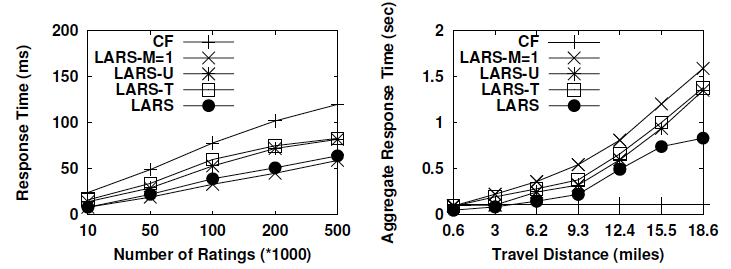 Response Time (ms)
200
150
100
50
0
CF
LARS-M=1
LARS-U
LARS-T
LARS
10 50 100 200 500
Number of Ratings (*1000)
Aggregate Response Time (sec)
2
1.5
1
0.5
0
CF
LARS-M=1
LARS-U
LARS-T
LARS
0.6 3 6.2 9.3 12.4 15.5 18.6
Travel Distance (miles)